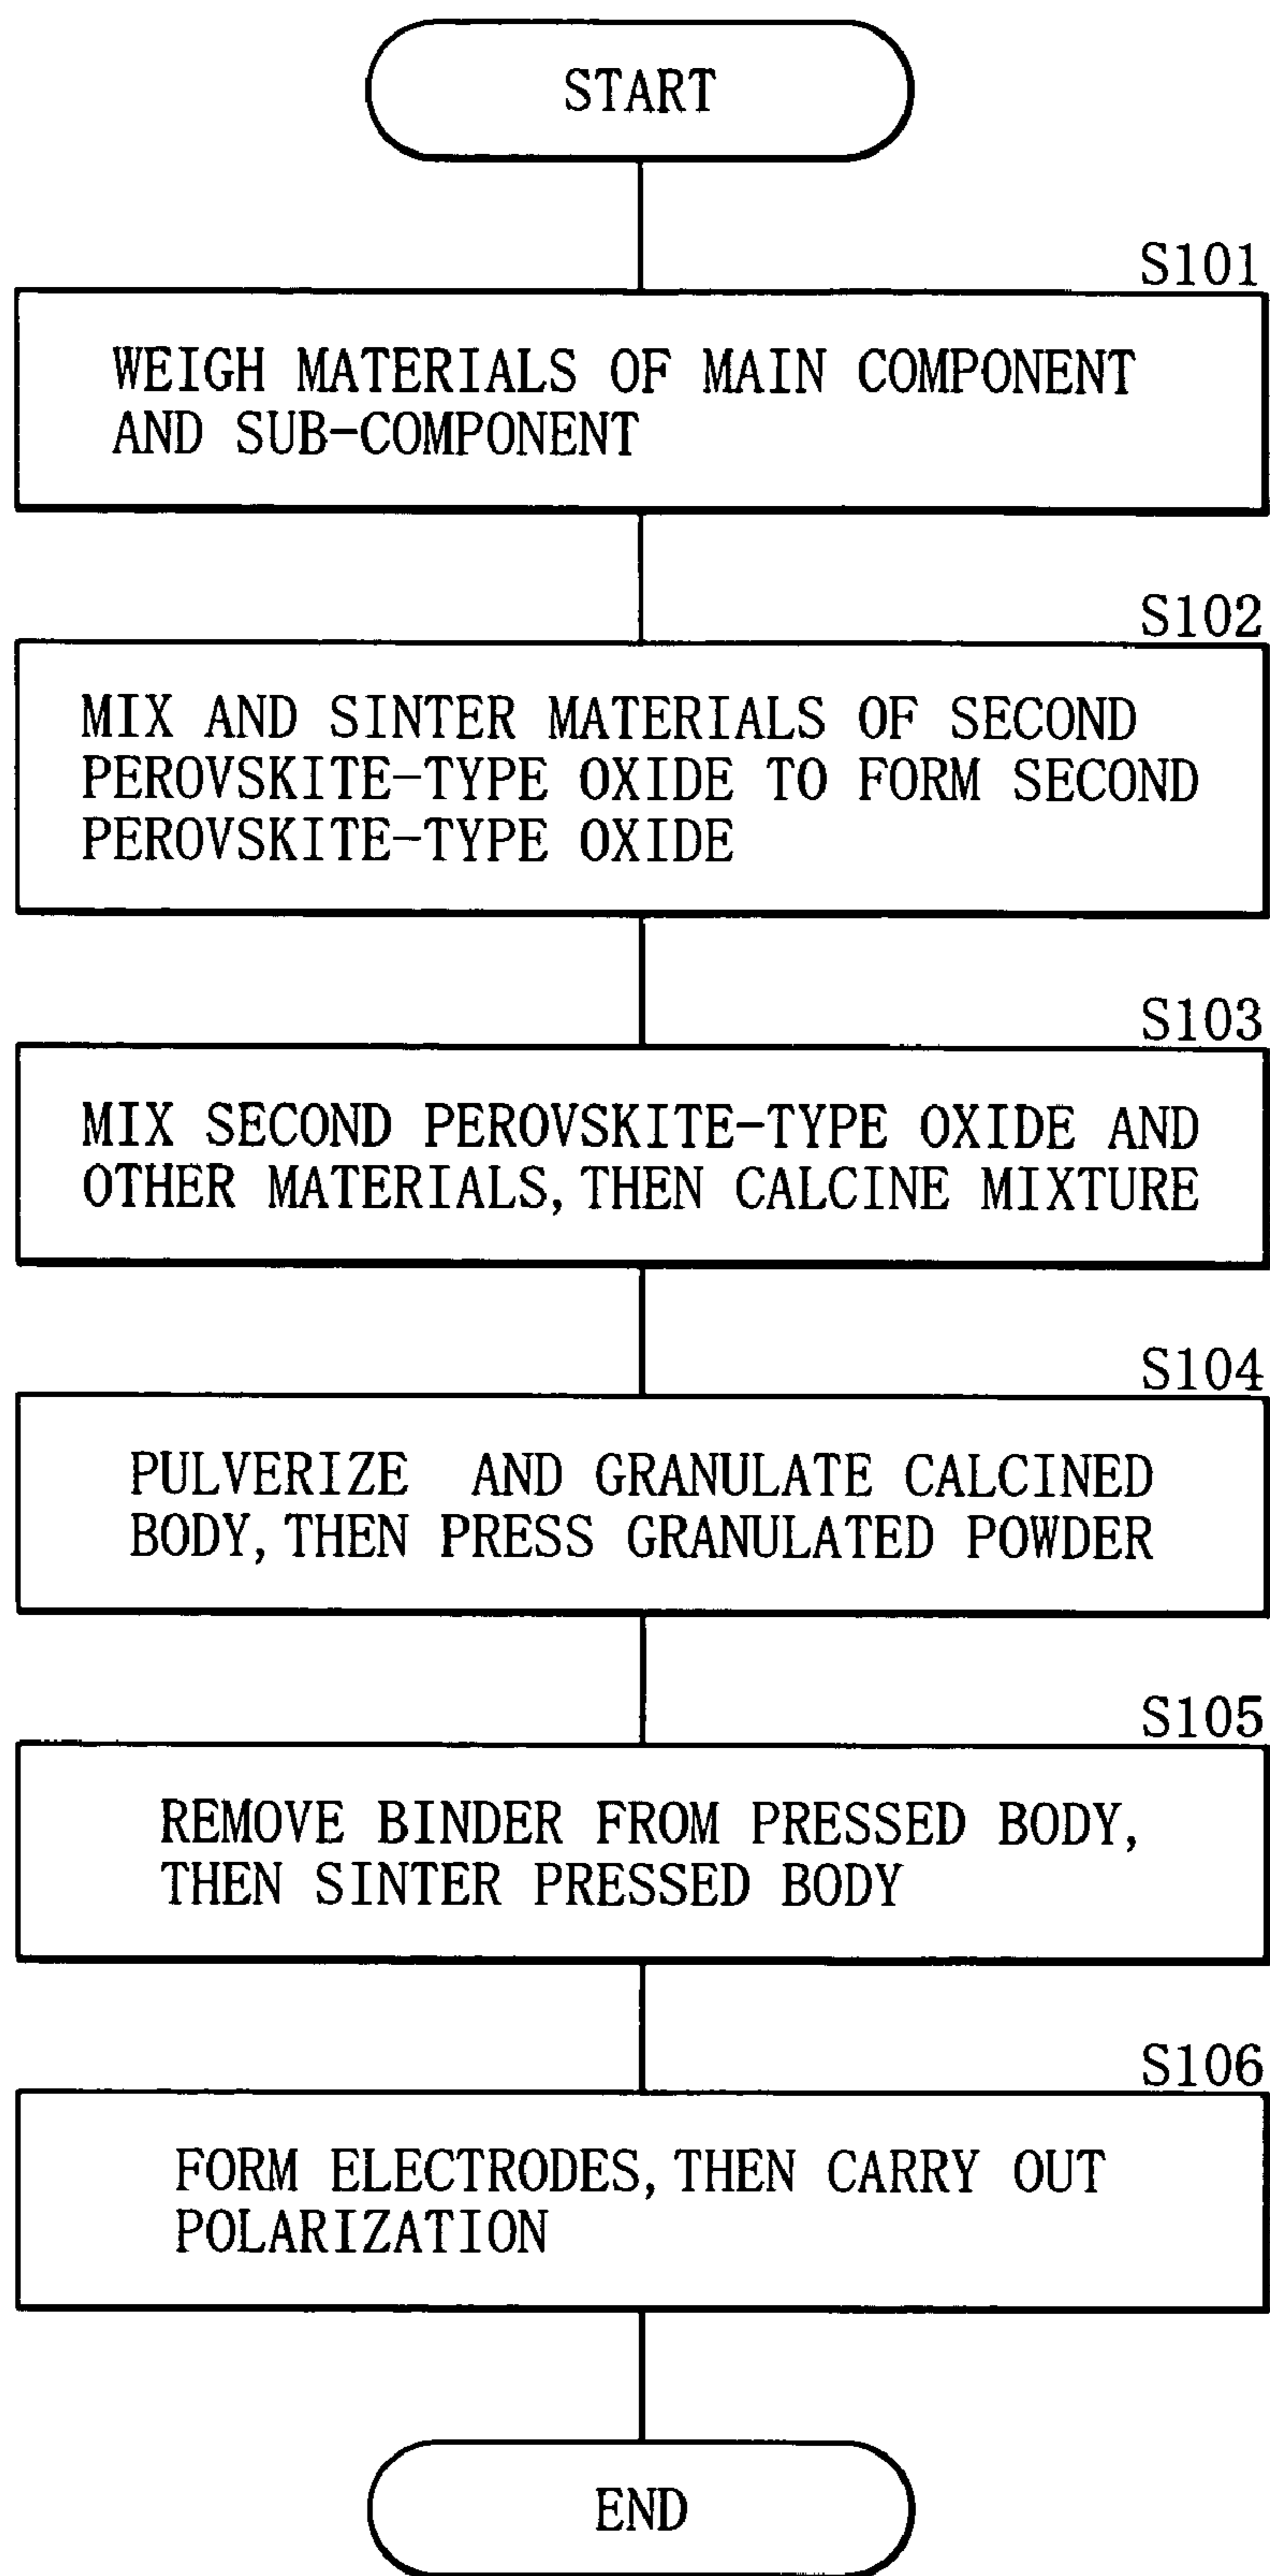 START
S101
WEIGH MATERIALS OF MAIN COMPONENT
AND SUB-COMPONENT
S102
MIX AND SINTER MATERIALS OF SECOND
PEROVSKITE-TYPE OXIDE TO FORM SECOND
PEROVSKITE-TYPE OXIDE
S103
MIX SECOND PEROVSKITE-TYPE OXIDE AND
OTHER MATERIALS, THEN CALCINE MIXTURE
S104
PULVERIZE AND GRANULATE CALCINED
BODY, THEN PRESS GRANULATED POWDER
S105
REMOVE BINDER FROM PRESSED BODY,
THEN SINTER PRESSED BODY
S106
FORM ELECTRODES, THEN CARRY OUT
POLARIZATION
END